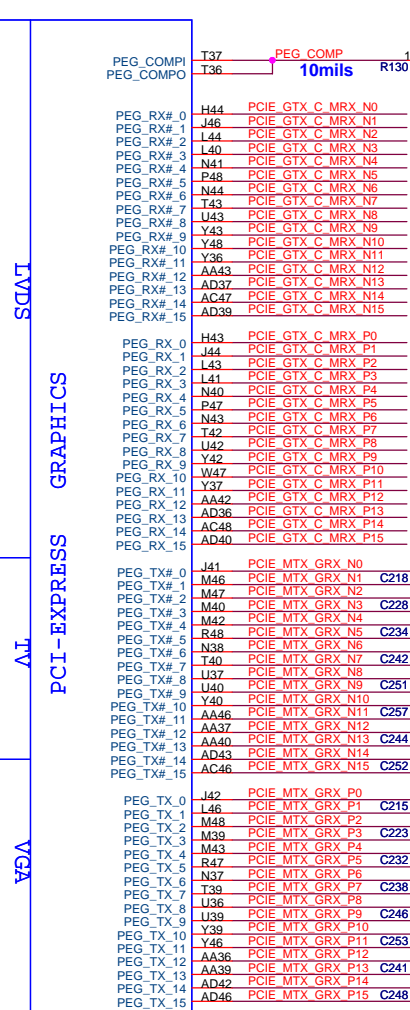 PEG_COMPI T37 PEG_COMP 1
PEG_COMPO T36 10mils R130
PEG_RX#_0 H44 PCIE_GTX_C_MRX_N0
PEG_RX#_1 J46 PCIE_GTX_C_MRX_N1
PEG_RX#_2 L44 PCIE_GTX_C_MRX_N2
PEG_RX#_3 L40 PCIE_GTX_C_MRX_N3
PEG_RX#_4 N41 PCIE_GTX_C_MRX_N4
PEG_RX#_5 P48 PCIE_GTX_C_MRX_N5
PEG_RX#_6 N44 PCIE_GTX_C_MRX_N6
PEG_RX#_7 T43 PCIE_GTX_C_MRX_N7
PEG_RX#_8 U43 PCIE_GTX_C_MRX_N8
PEG_RX#_9 Y43 PCIE_GTX_C_MRX_N9
PEG_RX#_10 Y48 PCIE_GTX_C_MRX_N10
PEG_RX#_11 Y36 PCIE_GTX_C_MRX_N11
PEG_RX#_12 AA43 PCIE_GTX_C_MRX_N12
PEG_RX#_13 AD37 PCIE_GTX_C_MRX_N13
PEG_RX#_14 AC47 PCIE_GTX_C_MRX_N14
PEG_RX#_15 AD39 PCIE_GTX_C_MRX_N15
LVDS
PEG_RX_0 H43 PCIE_GTX_C_MRX_P0
PEG_RX_1 J44 PCIE_GTX_C_MRX_P1
PEG_RX_2 L43 PCIE_GTX_C_MRX_P2
PEG_RX_3 L41 PCIE_GTX_C_MRX_P3
PEG_RX_4 N40 PCIE_GTX_C_MRX_P4
PEG_RX_5 P47 PCIE_GTX_C_MRX_P5
PEG_RX_6 N43 PCIE_GTX_C_MRX_P6
PEG_RX_7 T42 PCIE_GTX_C_MRX_P7
PEG_RX_8 U42 PCIE_GTX_C_MRX_P8
PEG_RX_9 Y42 PCIE_GTX_C_MRX_P9
PEG_RX_10 W47 PCIE_GTX_C_MRX_P10
PEG_RX_11 Y37 PCIE_GTX_C_MRX_P11
PEG_RX_12 AA42 PCIE_GTX_C_MRX_P12
PEG_RX_13 AD36 PCIE_GTX_C_MRX_P13
PEG_RX_14 AC48 PCIE_GTX_C_MRX_P14
PEG_RX_15 AD40 PCIE_GTX_C_MRX_P15
PCI-EXPRESS GRAPHICS
PEG_TX#_0 J41 PCIE_MTX_GRX_N0
PEG_TX#_1 M46 PCIE_MTX_GRX_N1 C218
PEG_TX#_2 M47 PCIE_MTX_GRX_N2
PEG_TX#_3 M40 PCIE_MTX_GRX_N3 C228
PEG_TX#_4 M42 PCIE_MTX_GRX_N4
PEG_TX#_5 R48 PCIE_MTX_GRX_N5 C234
PEG_TX#_6 N38 PCIE_MTX_GRX_N6
PEG_TX#_7 T40 PCIE_MTX_GRX_N7 C242
PEG_TX#_8 U37 PCIE_MTX_GRX_N8
PEG_TX#_9 U40 PCIE_MTX_GRX_N9 C251
PEG_TX#_10 Y40 PCIE_MTX_GRX_N10
PEG_TX#_11 AA46 PCIE_MTX_GRX_N11 C257
PEG_TX#_12 AA37 PCIE_MTX_GRX_N12
PEG_TX#_13 AA40 PCIE_MTX_GRX_N13 C244
PEG_TX#_14 AD43 PCIE_MTX_GRX_N14
PEG_TX#_15 AC46 PCIE_MTX_GRX_N15 C252
TV
PEG_TX_0 J42 PCIE_MTX_GRX_P0
PEG_TX_1 L46 PCIE_MTX_GRX_P1 C215
PEG_TX_2 M48 PCIE_MTX_GRX_P2
PEG_TX_3 M39 PCIE_MTX_GRX_P3 C223
PEG_TX_4 M43 PCIE_MTX_GRX_P4
PEG_TX_5 R47 PCIE_MTX_GRX_P5 C232
PEG_TX_6 N37 PCIE_MTX_GRX_P6
PEG_TX_7 T39 PCIE_MTX_GRX_P7 C238
PEG_TX_8 U36 PCIE_MTX_GRX_P8
PEG_TX_9 U39 PCIE_MTX_GRX_P9 C246
PEG_TX_10 Y39 PCIE_MTX_GRX_P10
PEG_TX_11 Y46 PCIE_MTX_GRX_P11 C253
PEG_TX_12 AA36 PCIE_MTX_GRX_P12
PEG_TX_13 AA39 PCIE_MTX_GRX_P13 C241
PEG_TX_14 AD42 PCIE_MTX_GRX_P14
PEG_TX_15 AD46 PCIE_MTX_GRX_P15 C248
VGA